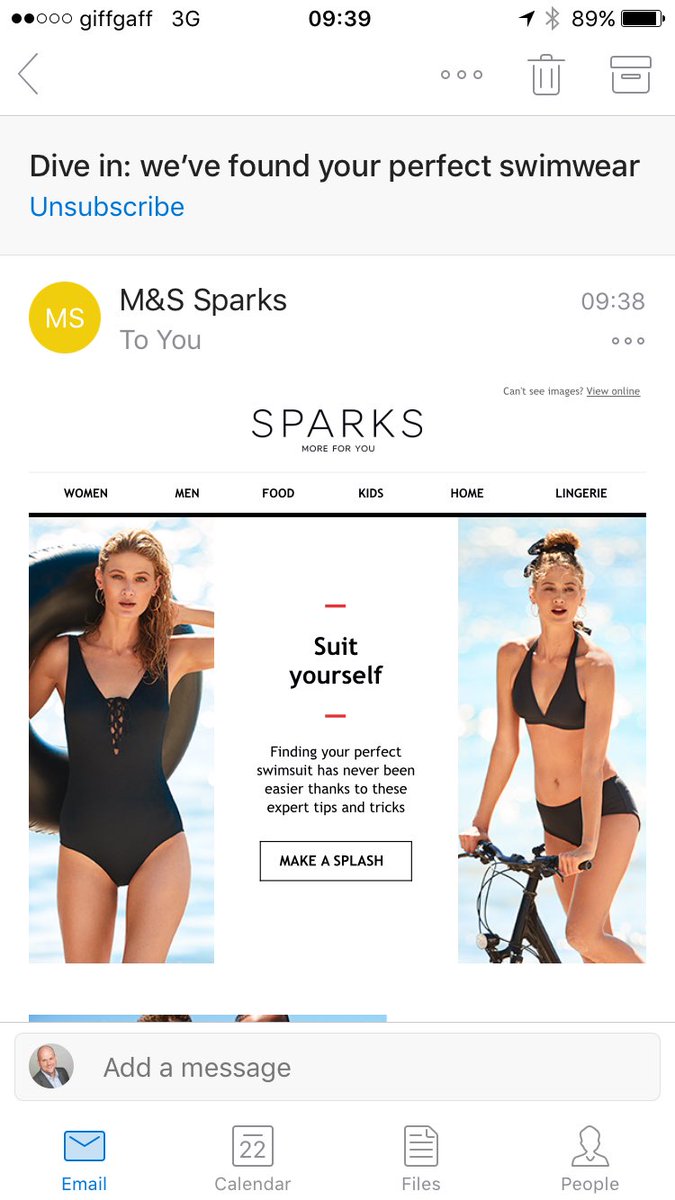 giffgaff 3G 09:39 89%
Dive in: we've found your perfect swimwear
Unsubscribe
MS M&S Sparks 09:38
To You
Can't see images? View online
SPARKS
MORE FOR YOU
WOMEN MEN FOOD KIDS HOME LINGERIE
Suit
yourself
Finding your perfect
swimsuit has never been
easier thanks to these
expert tips and tricks
MAKE A SPLASH
Add a message
22
Email Calendar Files People